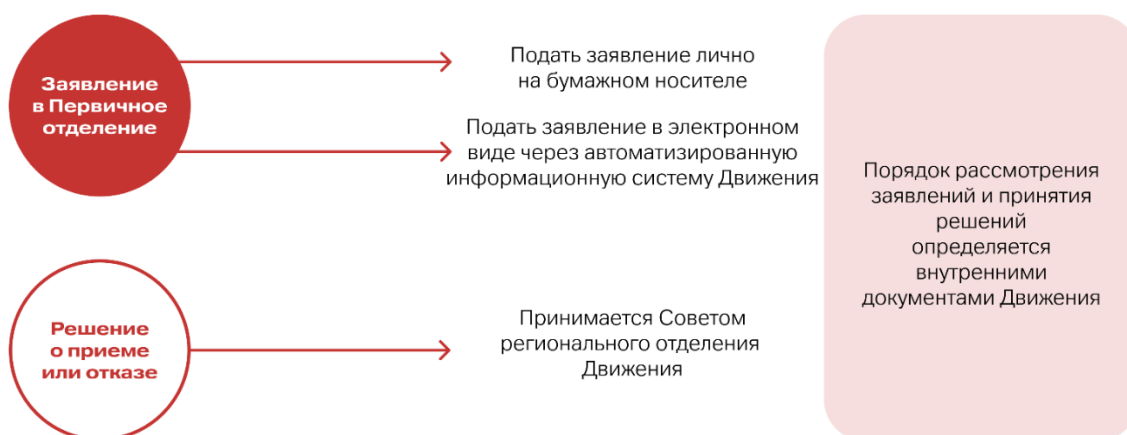 Заявление
в Первичное
отделение
Подать заявление лично
на бумажном носителе
Подать заявление в электронном
виде через автоматизированную
информационную систему Движения
Решение
о приеме
или отказе
Принимается Советом
регионального отделения
Движения
Порядок рассмотрения
заявлений и принятия
решений
определяется
внутренними
документами Движения